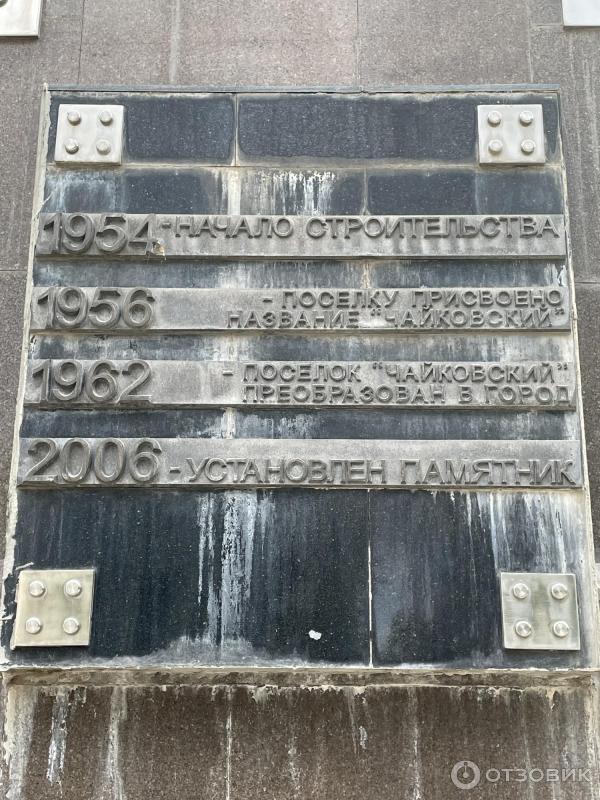 1954 - НАЧАЛО СТРОИТЕЛЬСТВА
1956 - ПОСЕЛКУ ПРИСВОЕНО
НАЗВАНИЕ "ЧАЙКОВСКИЙ"
1962 - ПОСЕЛОК "ЧАЙКОВСКИЙ"
ПРЕОБРАЗОВАН В ГОРОД
2006 - УСТАНОВЛЕН ПАМЯТНИК
ОТЗОВИК